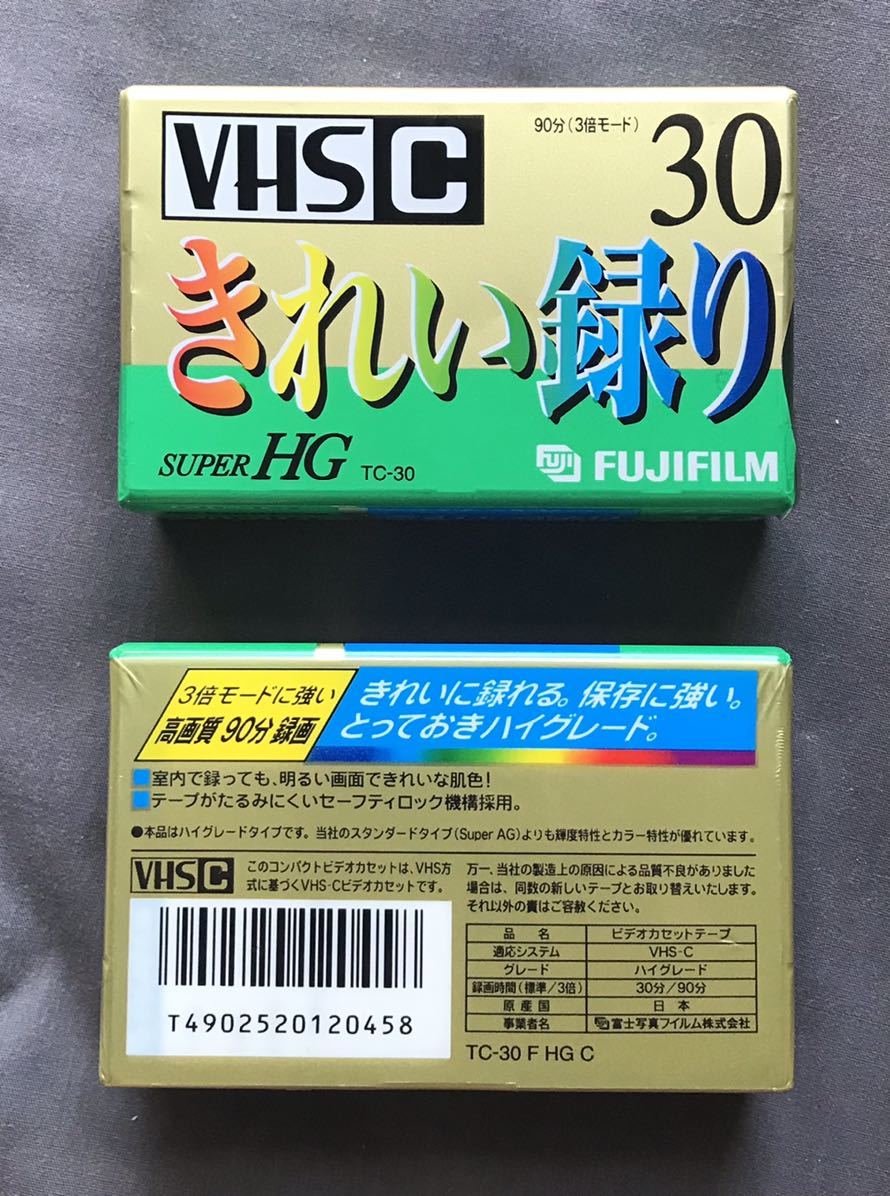 VHS C
90分(3倍モード)
30
きれい録り
SUPER HG TC-30
FUJI FUJIFILM
3倍モードに強い
高画質 90分 録画
きれいに録れる。保存に強い。
とっておきハイグレード。
■室内で録っても、明るい画面できれいな肌色!
■テープがたるみにくいセーフティロック機構採用。
●本品はハイグレードタイプです。当社のスタンダードタイプ(Super AG)よりも輝度特性とカラー特性が優れています。
VHS C
このコンパクトビデオカセットは、VHS方
式に基づくVHS-Cビデオカセットです。
万一、当社の製造上の原因による品質不良がありました
場合は、同数の新しいテープとお取り替えいたします。
それ以外の責はご容赦ください。
品名 ビデオカセットテープ
適応システム VHS-C
グレード ハイグレード
録画時間(標準/3倍) 30分/90分
原産国 日本
事業者名 富士写真フイルム株式会社
T4902520120458
TC-30 F HG C